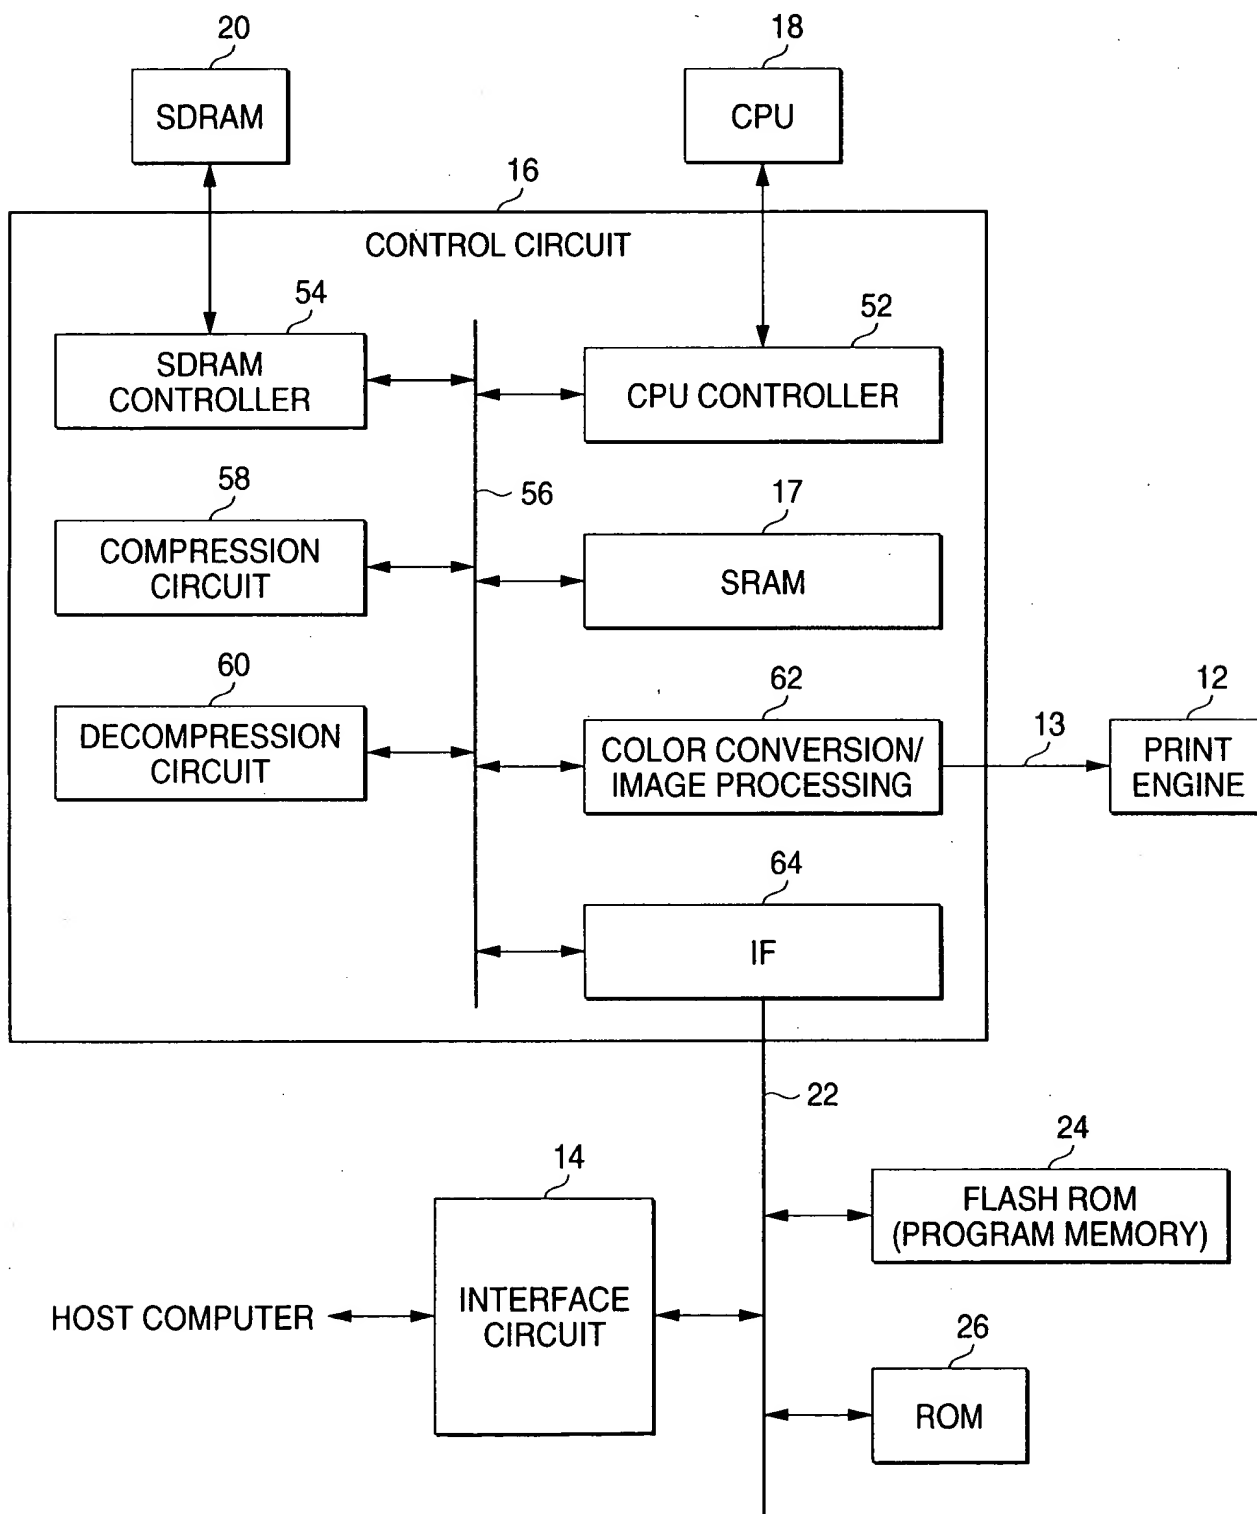 20
18
SDRAM
CPU
16
CONTROL CIRCUIT
54
52
SDRAM
CONTROLLER
CPU CONTROLLER
58
56
17
COMPRESSION
CIRCUIT
SRAM
60
62
12
DECOMPRESSION
CIRCUIT
COLOR CONVERSION/
IMAGE PROCESSING
13
PRINT
ENGINE
64
IF
22
14
24
FLASH ROM
(PROGRAM MEMORY)
HOST COMPUTER
INTERFACE
CIRCUIT
26
ROM